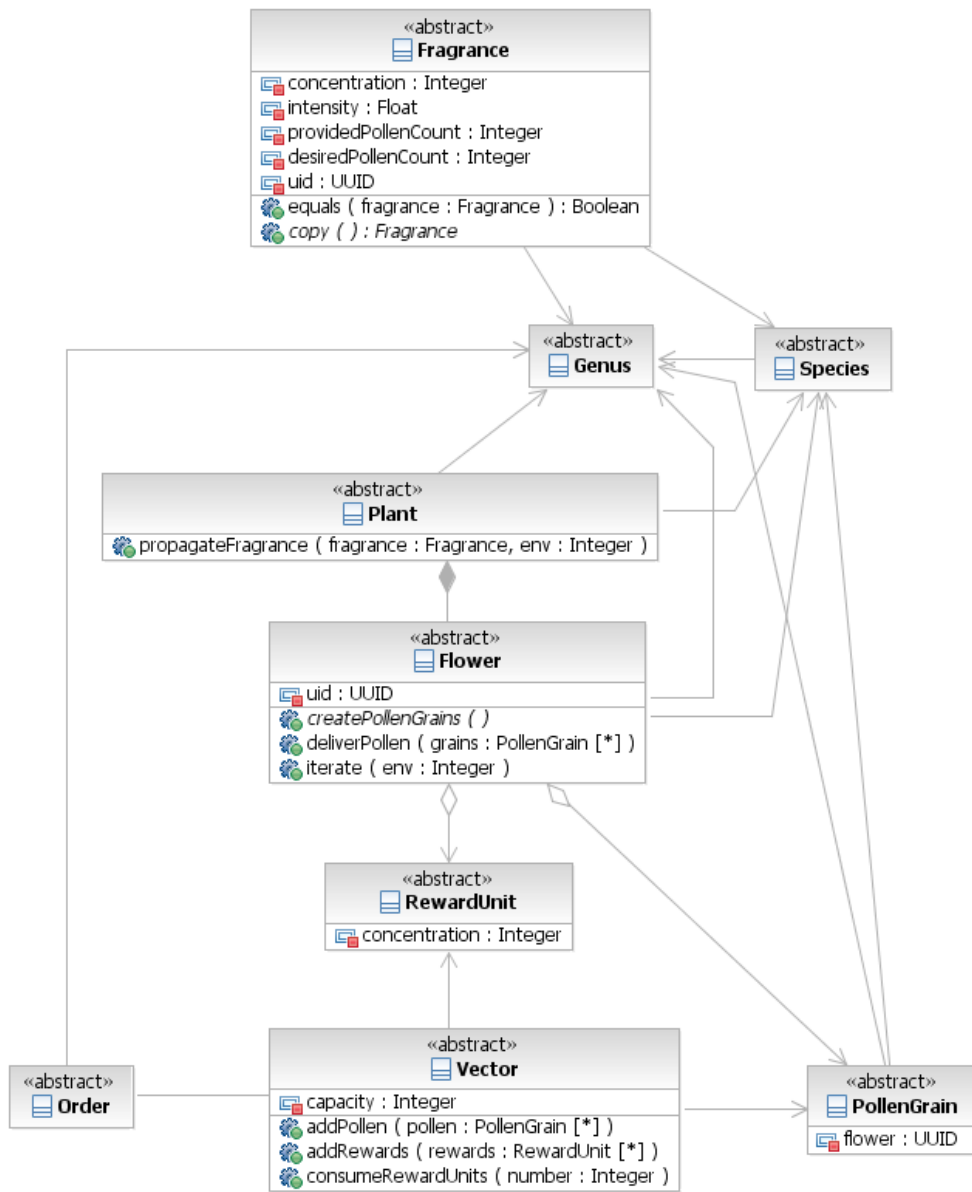 «abstract»
Fragrance
concentration : Integer
intensity : Float
providedPollenCount : Integer
desiredPollenCount : Integer
uid : UUID
equals ( fragrance : Fragrance ) : Boolean
copy ( ) : Fragrance
«abstract»
Genus
«abstract»
Species
«abstract»
Plant
propagateFragrance ( fragrance : Fragrance, env : Integer )
«abstract»
Flower
uid : UUID
createPollenGrains ( )
deliverPollen ( grains : PollenGrain [*] )
iterate ( env : Integer )
«abstract»
RewardUnit
concentration : Integer
«abstract»
Order
«abstract»
Vector
capacity : Integer
addPollen ( pollen : PollenGrain [*] )
addRewards ( rewards : RewardUnit [*] )
consumeRewardUnits ( number : Integer )
«abstract»
PollenGrain
flower : UUID